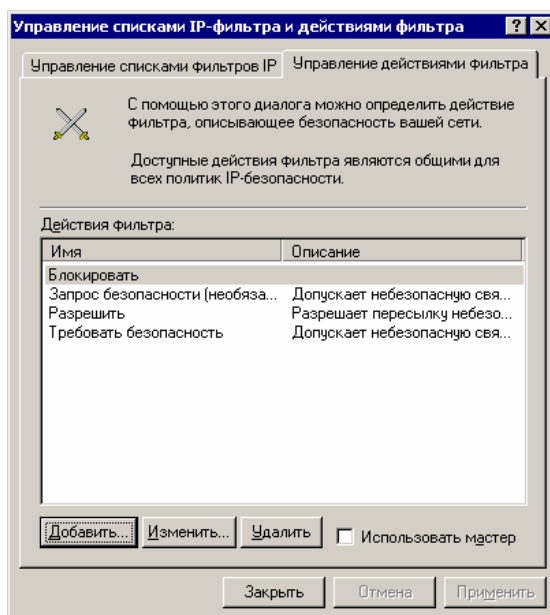 Управление списками IP-фильтра и действиями фильтра
Управление списками фильтров IP
Управление действиями фильтра
С помощью этого диалога можно определить действие
фильтра, описывающее безопасность вашей сети.
Доступные действия фильтра являются общими для
всех политик IP-безопасности.
Действия фильтра:
Имя Описание
Блокировать
Запрос безопасности (необяза... Допускает небезопасную свя...
Разрешить Разрешает пересылку небезо...
Требовать безопасность Допускает небезопасную свя...
Добавить... Изменить... Удалить Использовать мастер
Закрыть Отмена Применить